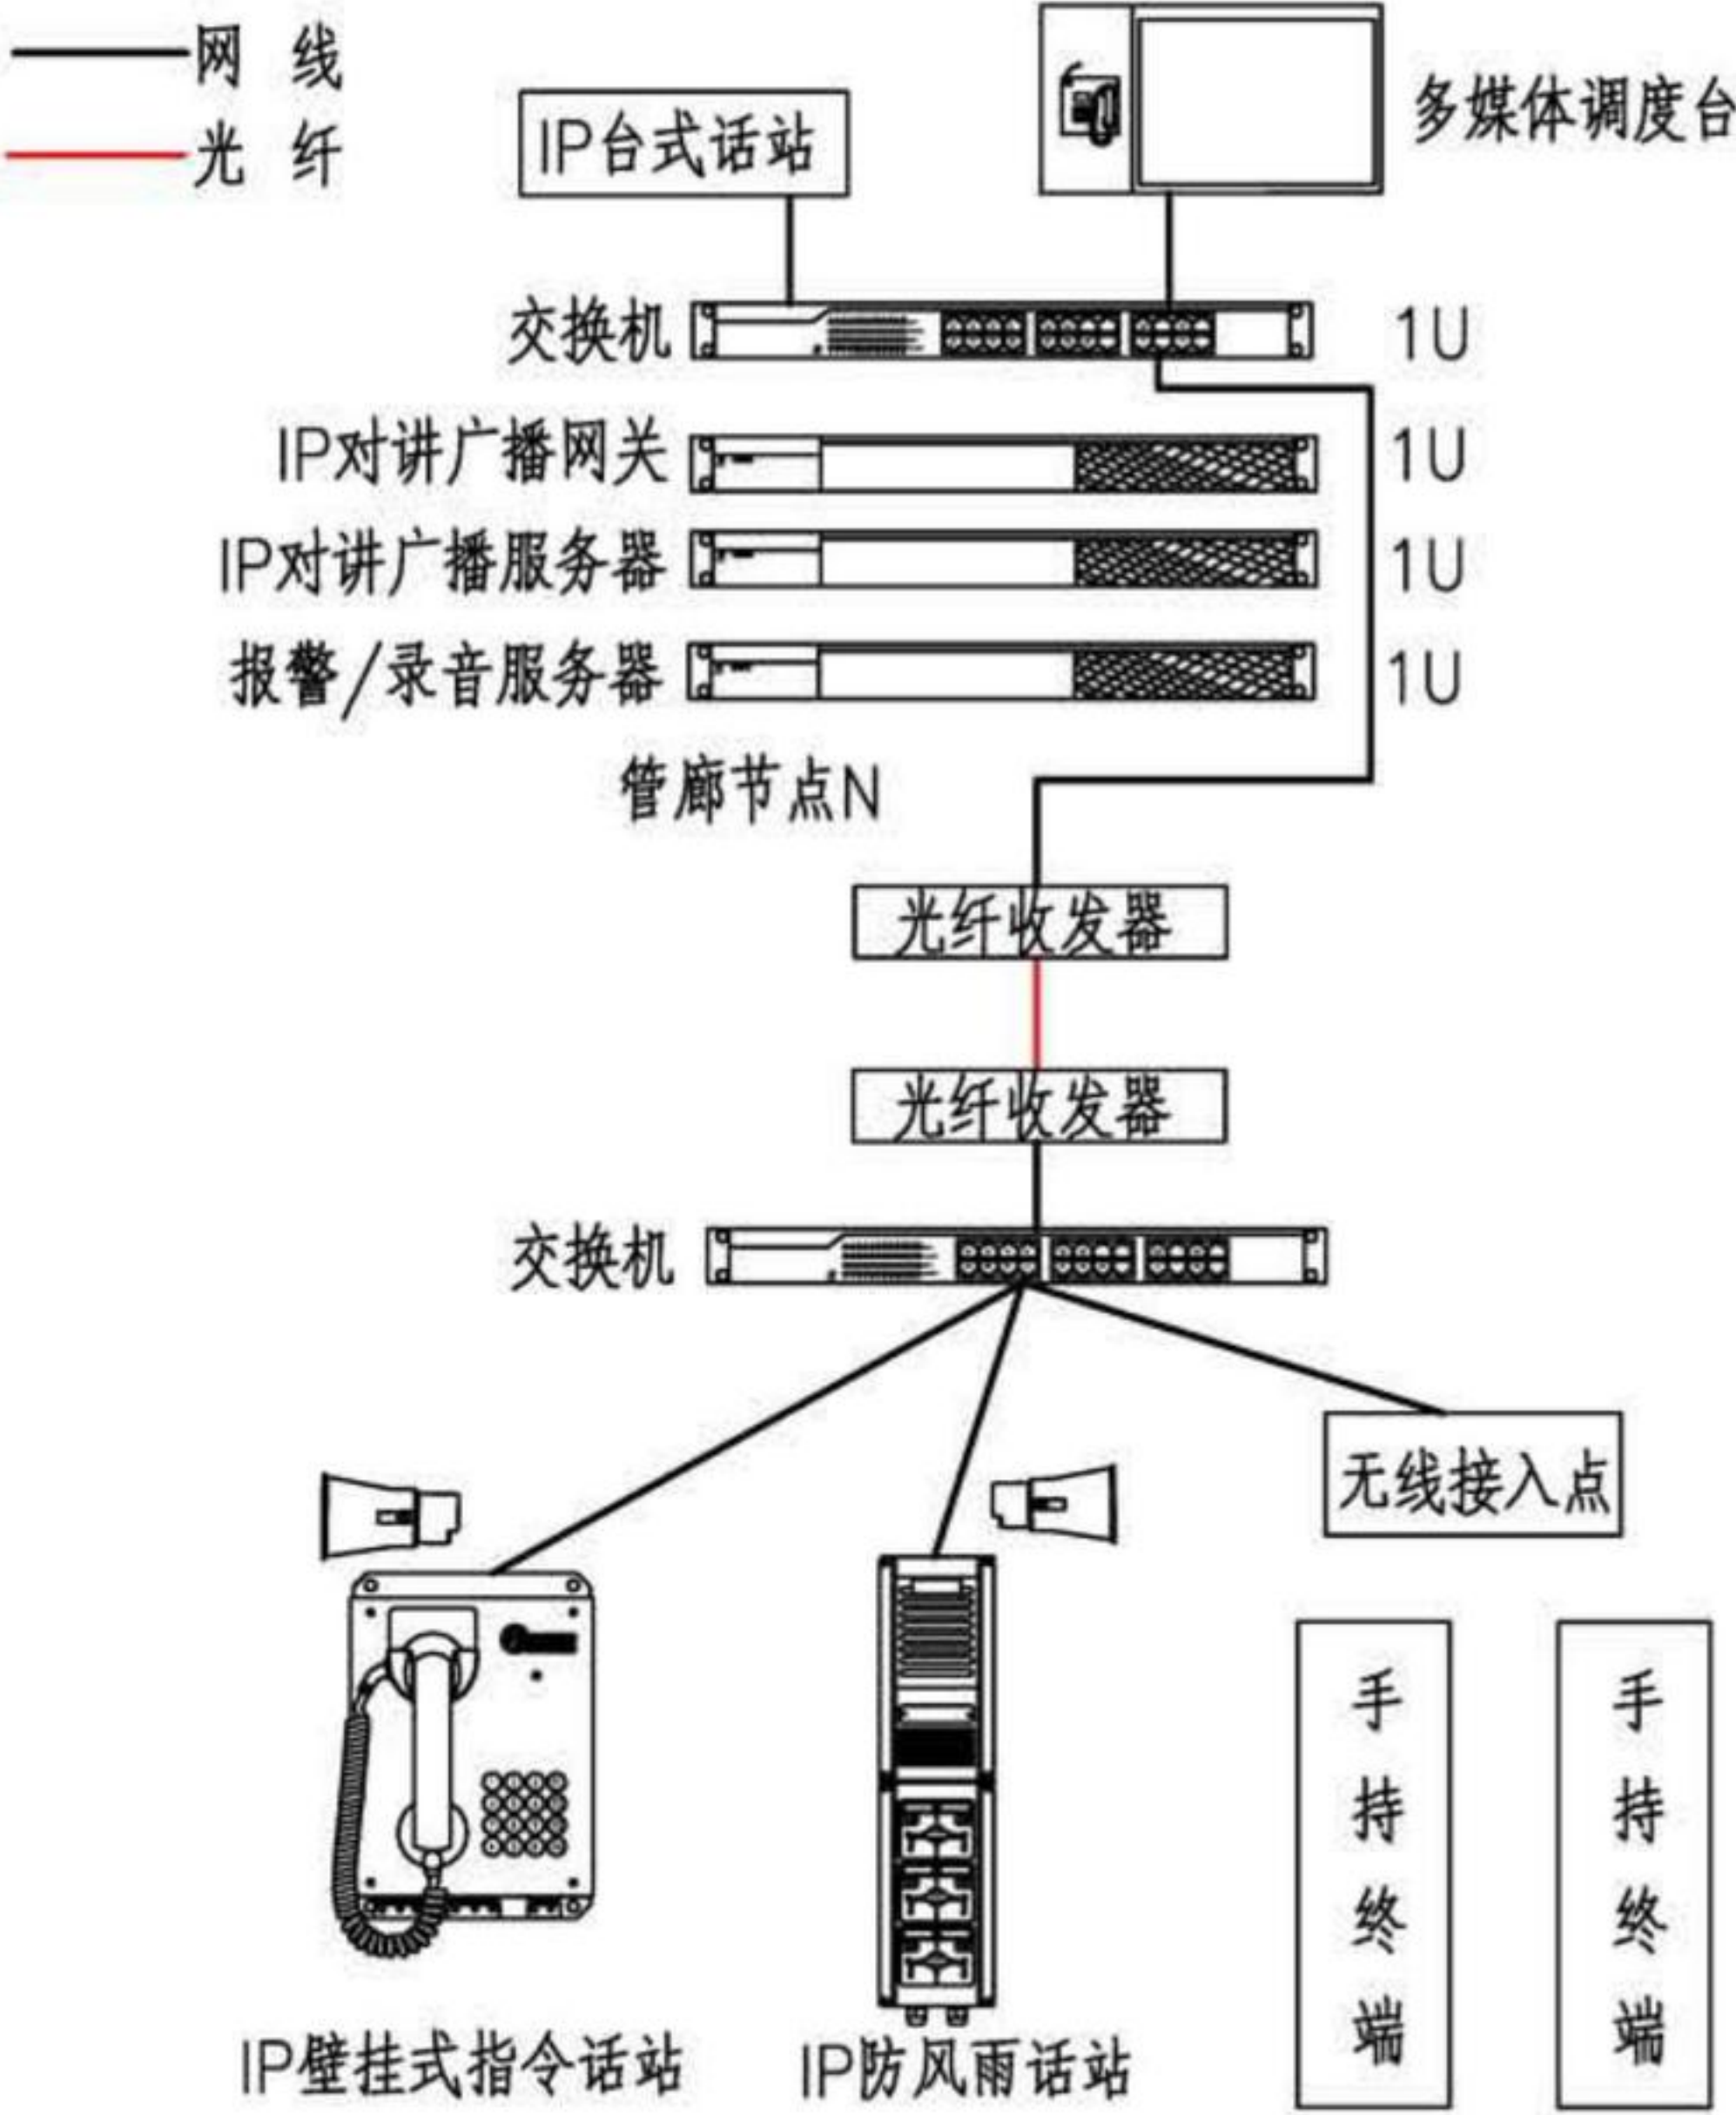 网 线
光 纤
IP台式话站
多媒体调度台
交换机
1U
IP对讲广播网关
1U
IP对讲广播服务器
1U
报警/录音服务器
1U
管廊节点N
光纤收发器
光纤收发器
交换机
无线接入点
手持终端
手持终端
IP壁挂式指令话站
IP防风雨话站